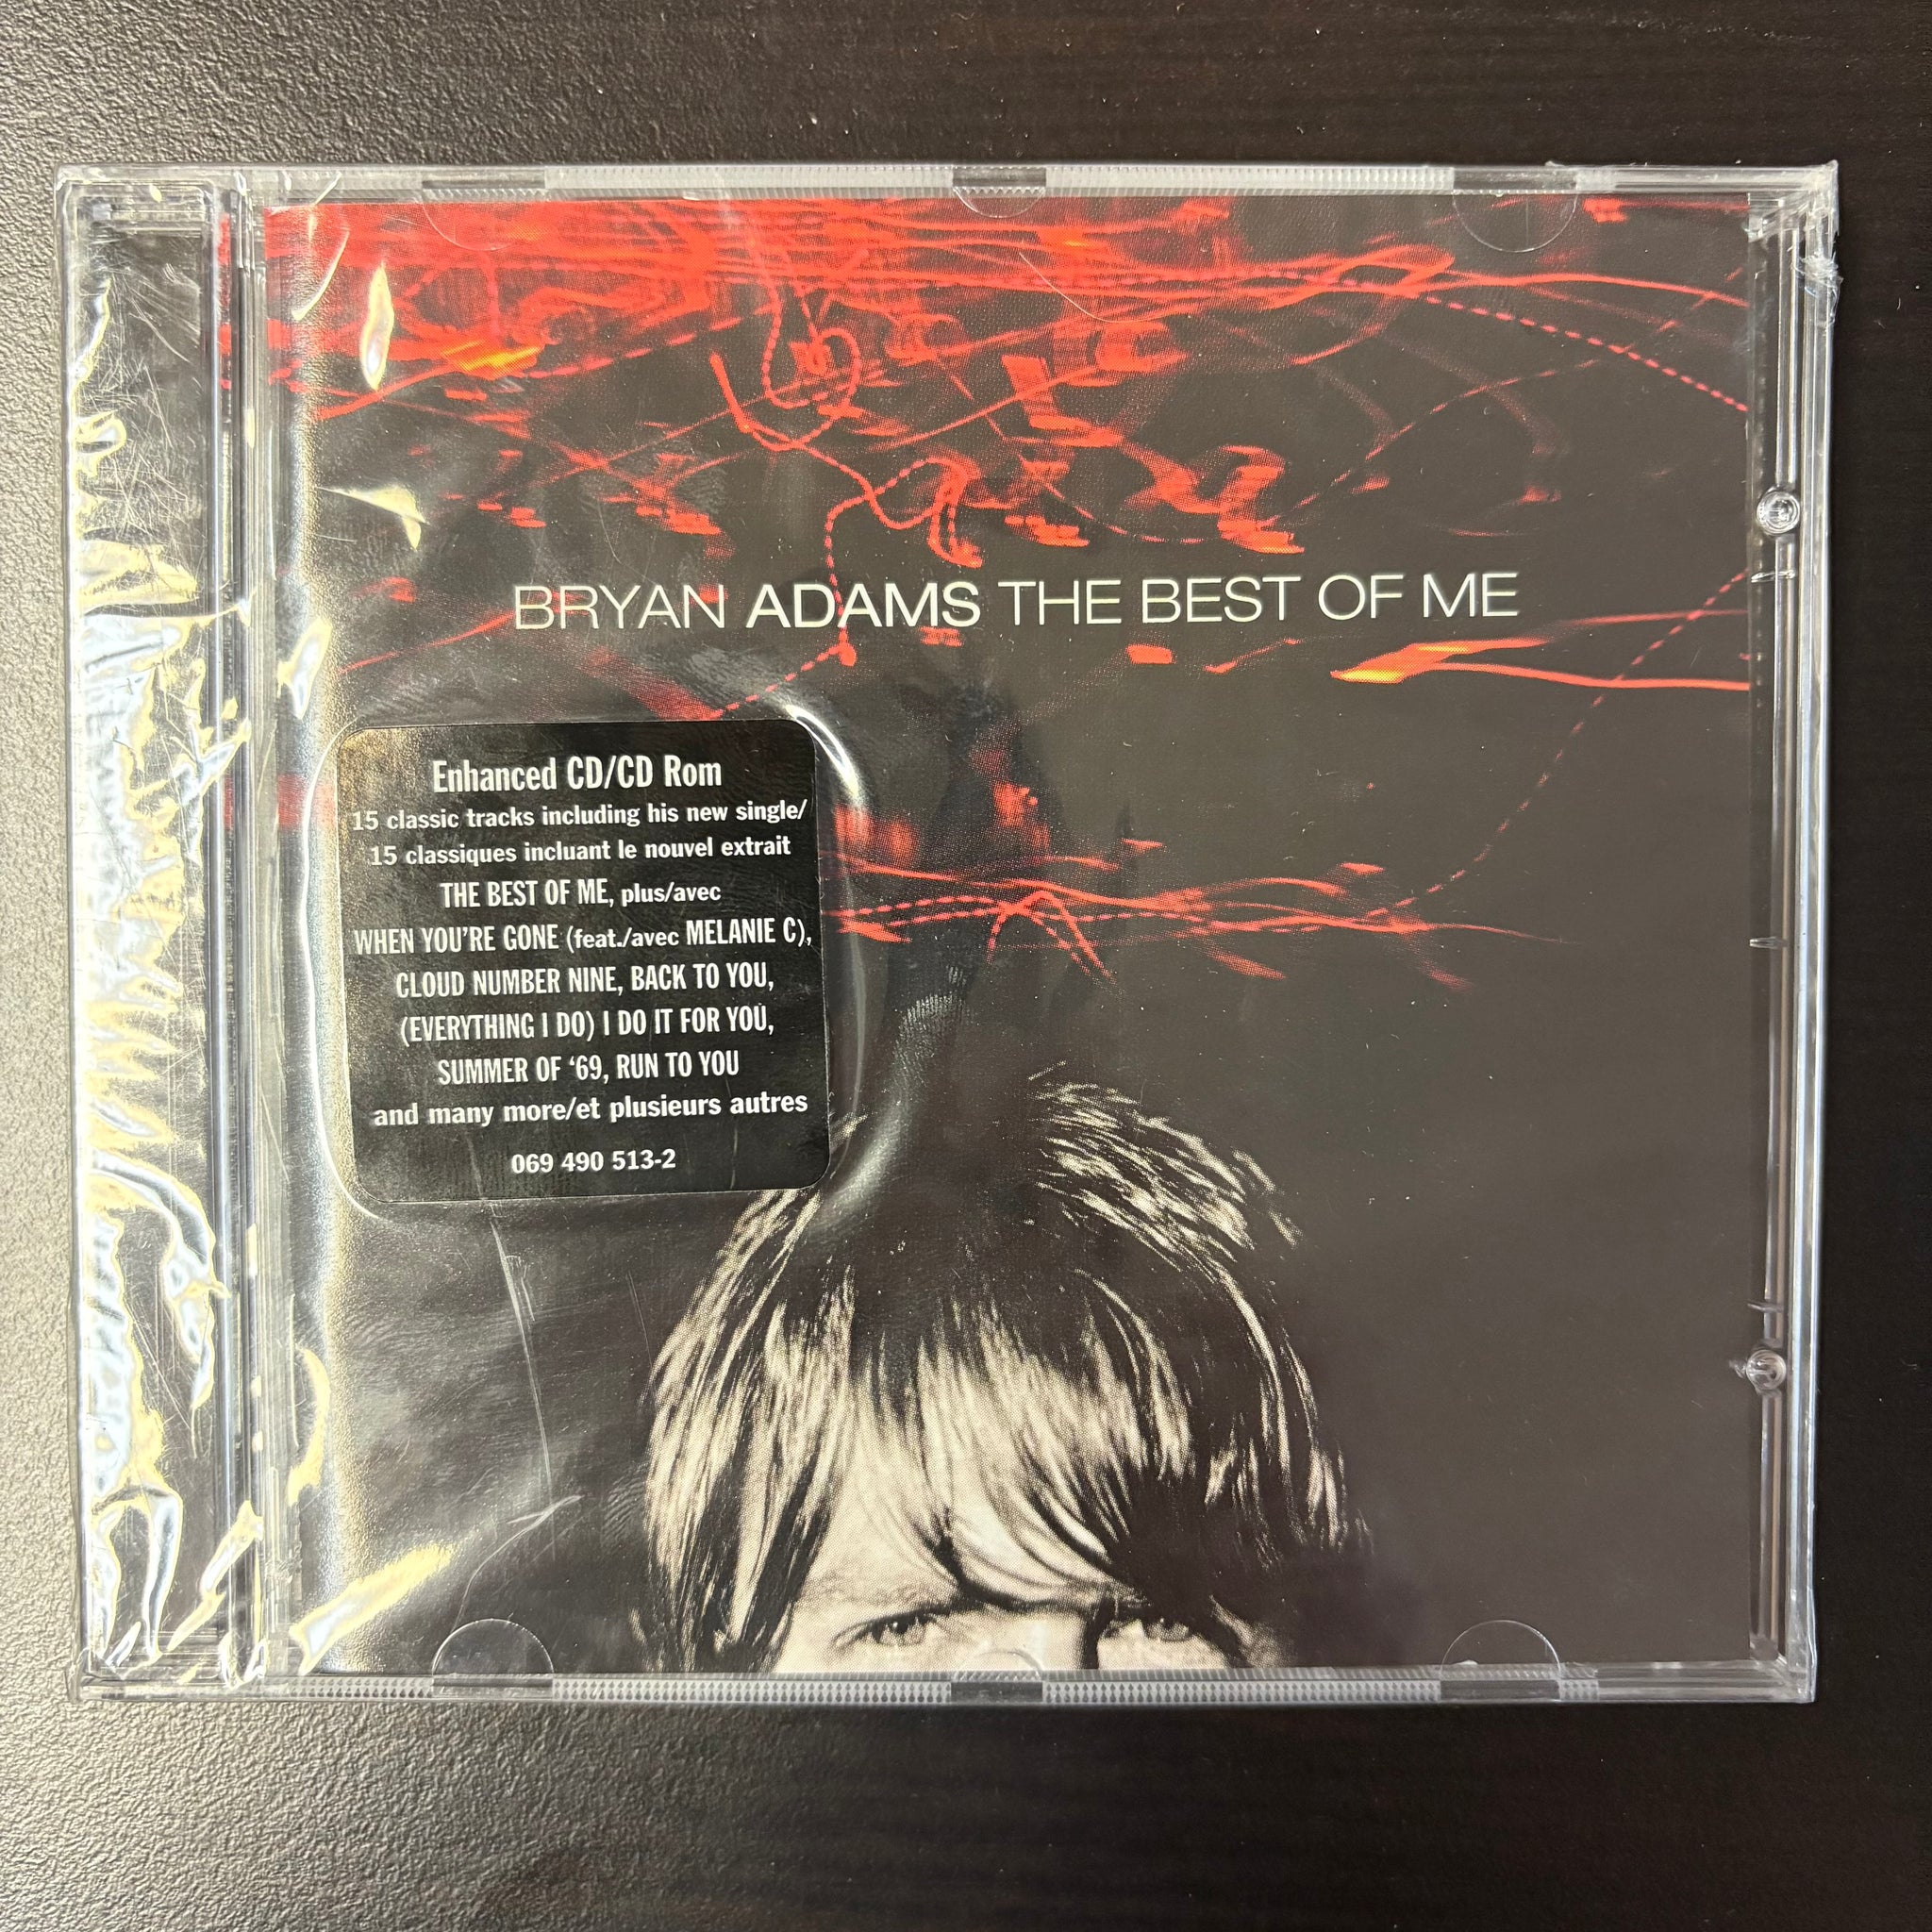 BRYAN ADAMS THE BEST OF ME
Enhanced CD/CD Rom
15 classic tracks including his new single/
15 classiques incluant le nouvel extrait
THE BEST OF ME, plus/avec
WHEN YOU'RE GONE (feat./avec MELANIE C),
CLOUD NUMBER NINE, BACK TO YOU,
(EVERYTHING I DO) I DO IT FOR YOU,
SUMMER OF ‘69, RUN TO YOU
and many more/et plusieurs autres
069 490 513-2